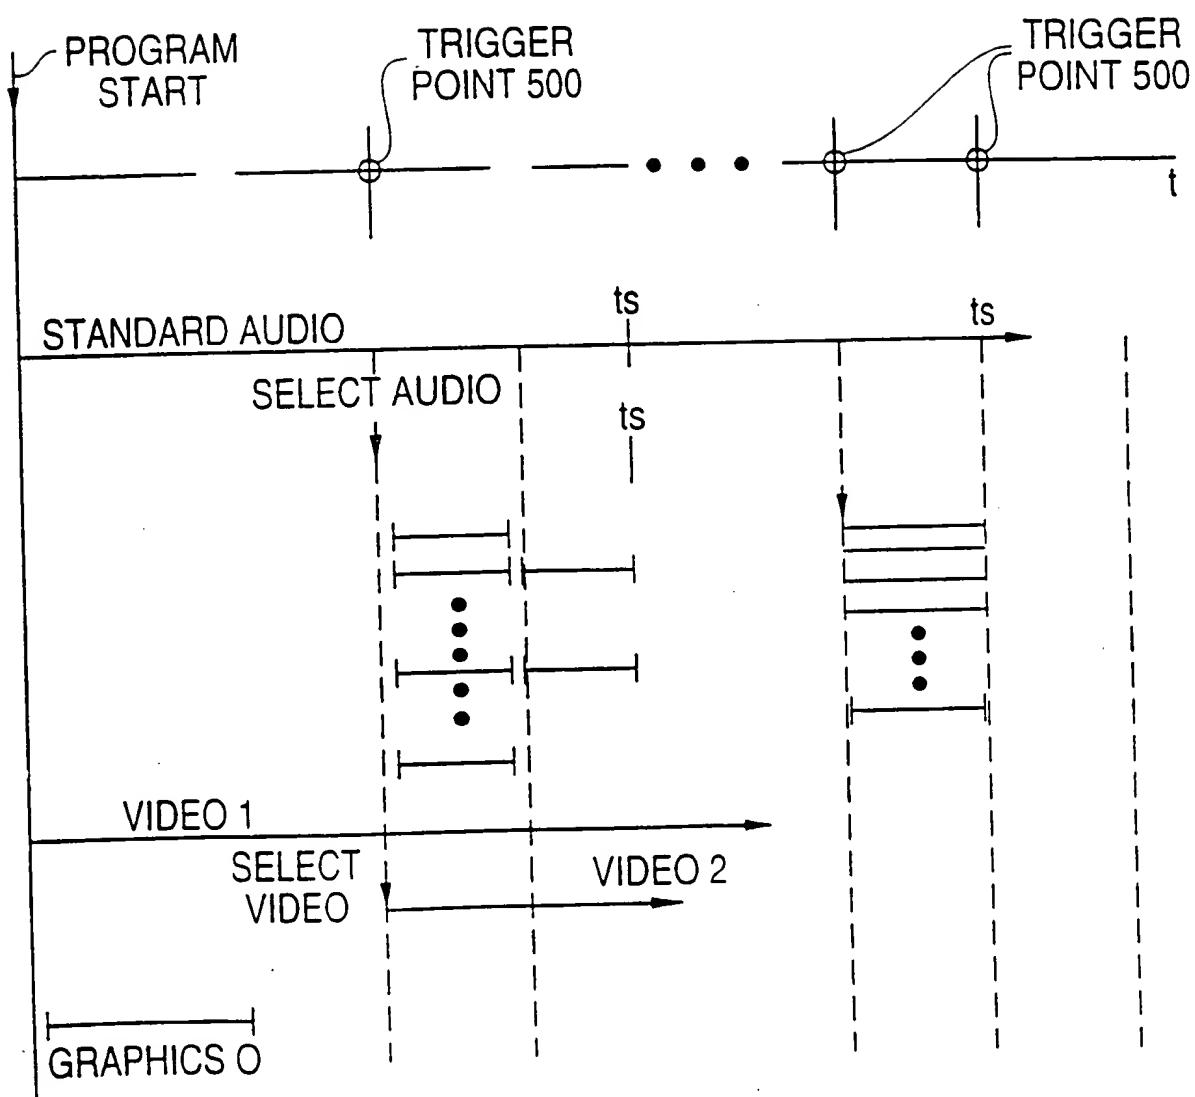 PROGRAM
START
TRIGGER
POINT 500
TRIGGER
POINT 500
t
ts
ts
STANDARD AUDIO
SELECT AUDIO
ts
VIDEO 1
SELECT
VIDEO
VIDEO 2
GRAPHICS O